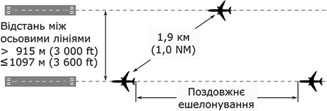 Відстань між
осьовими лініями
> 915 м (3 000 ft)
≤1097 м (3 600 ft)
1,9 км
(1,0 NM)
Поздовжнє
ешелонування